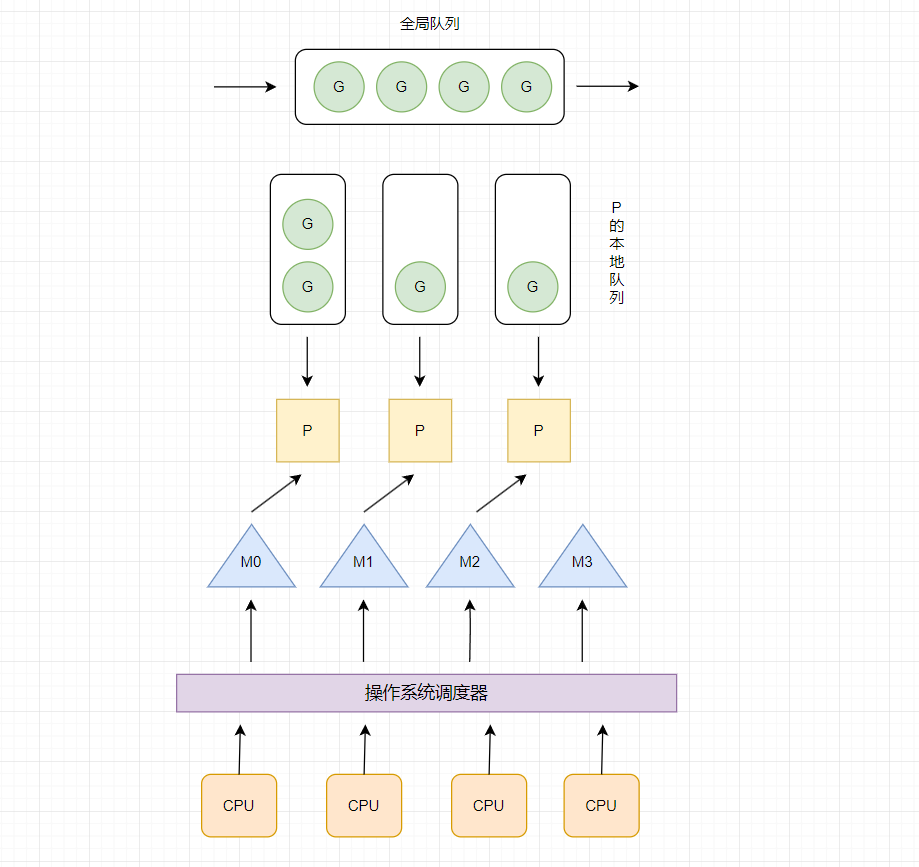 全局队列
G G G G
G
G G G
P的本地队列
P P P
M0 M1 M2 M3
操作系统调度器
CPU CPU CPU CPU